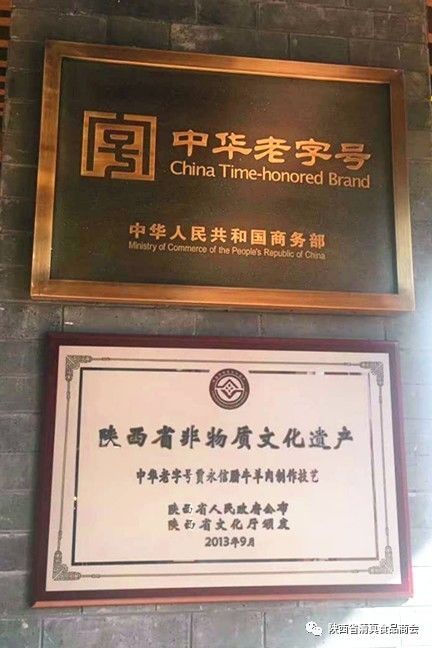 中华老字号
China Time-honored Brand
中华人民共和国商务部
Ministry of Commerce of the People's Republic of China
陕西省非物质文化遗产
中华老字号贾永信腊牛羊肉制作技艺
陕西省人民政府公布
陕西省文化厅颁发
2013年9月
陕西省清真食品商会